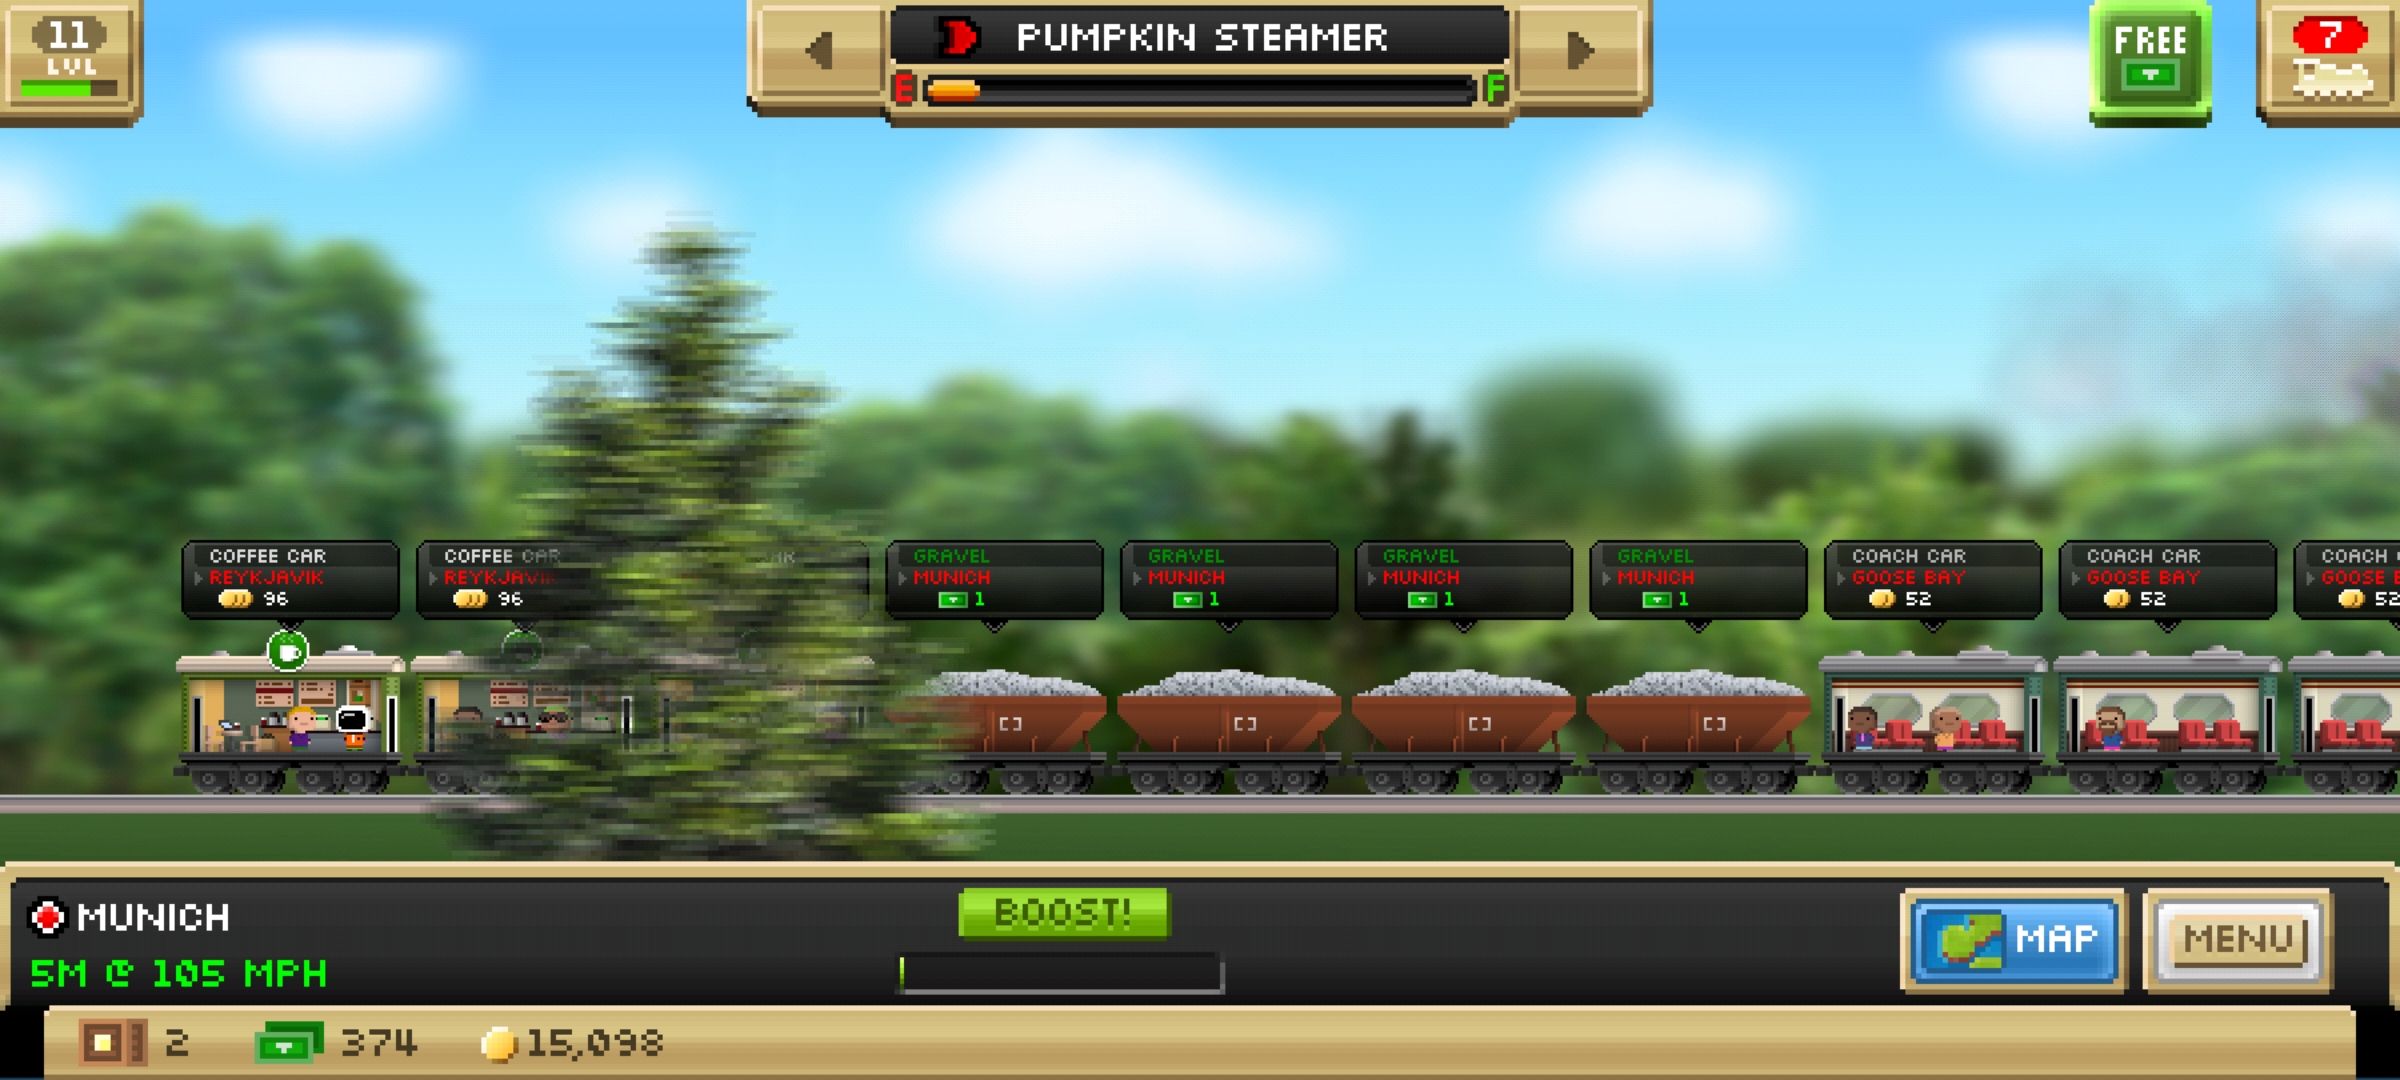 11
LVL
PUMPKIN STEAMER
E
F
FREE
7
COFFEE CAR
REYKJAVIK
96
COFFEE CAR
REYKJAVIK
96
GRAVEL
MUNICH
1
GRAVEL
MUNICH
1
GRAVEL
MUNICH
1
GRAVEL
MUNICH
1
COACH CAR
GOOSE BAY
52
COACH CAR
GOOSE BAY
52
COACH
GOOSE
52
MUNICH
5M @ 105 MPH
BOOST!
MAP
MENU
2
374
15,098